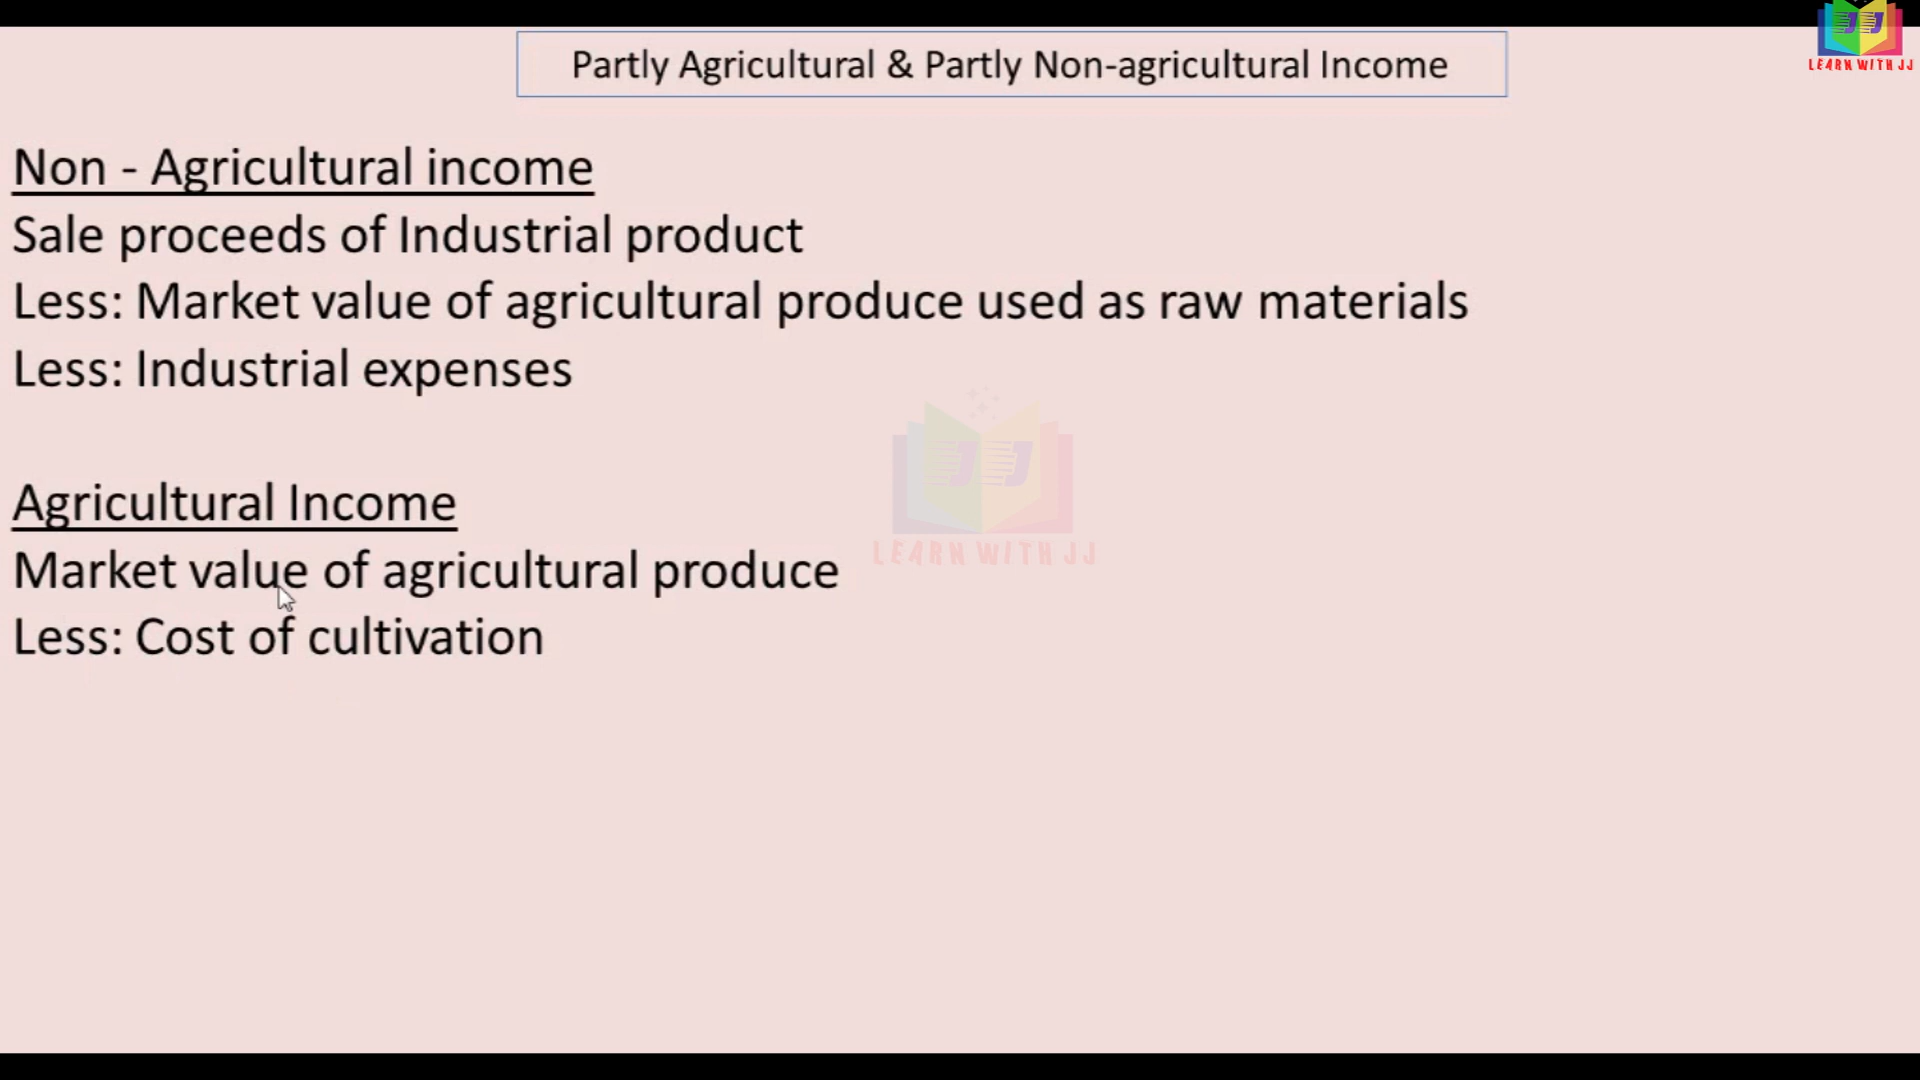 Partly Agricultural & Partly Non-agricultural Income
LEARN WITH JJ
Non - Agricultural income
Sale proceeds of Industrial product
Less: Market value of agricultural produce used as raw materials
Less: Industrial expenses
JJ
LEARN WITH JJ
Agricultural Income
Market value of agricultural produce
Less: Cost of cultivation